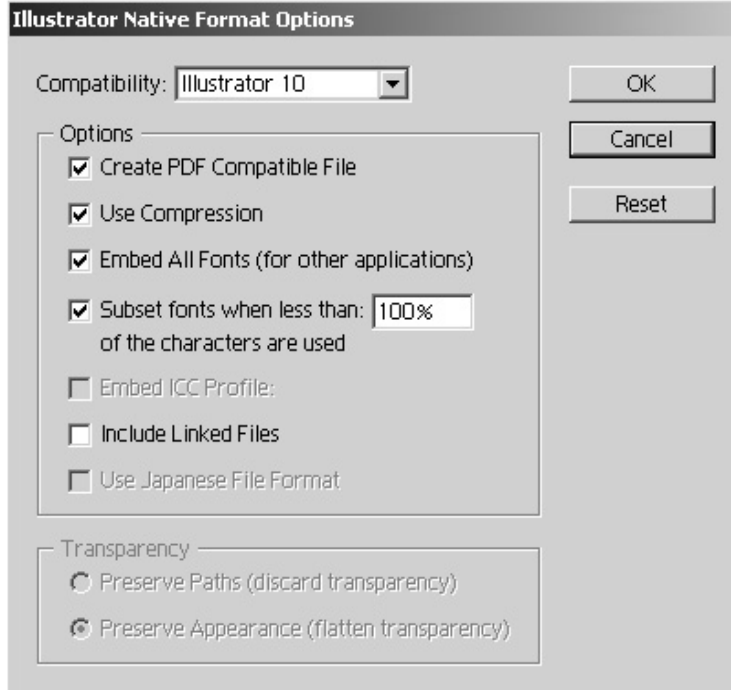 Illustrator Native Format Options
Compatibility: Illustrator 10
OK
Options
Cancel
Create PDF Compatible File
Use Compression
Reset
Embed All Fonts (for other applications)
Subset fonts when less than: 100%
of the characters are used
Embed ICC Profile:
Include Linked Files
Use Japanese File Format
Transparency
Preserve Paths (discard transparency)
Preserve Appearance (flatten transparency)